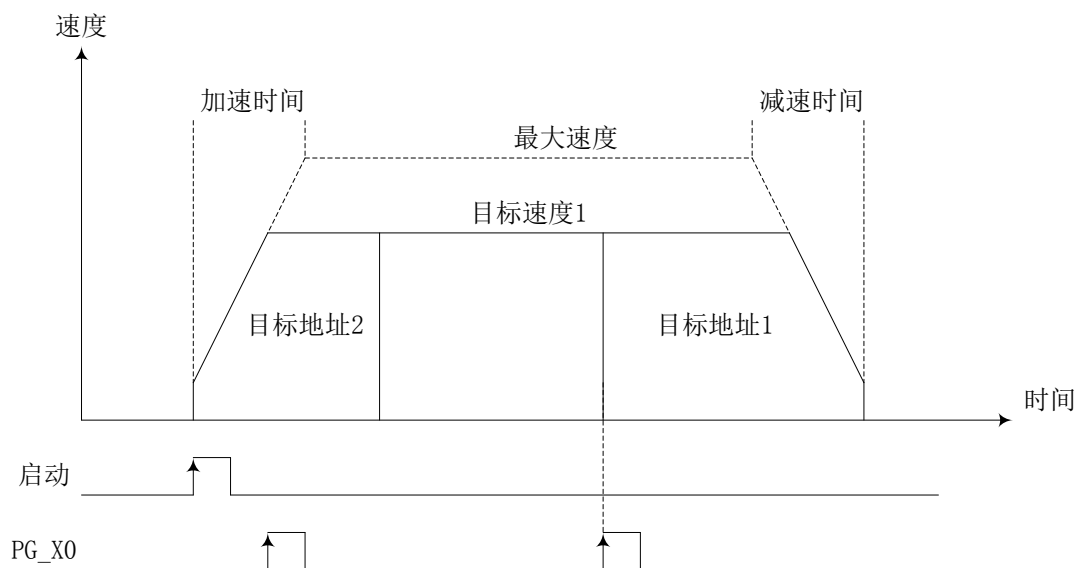 速度
加速时间
减速时间
最大速度
目标速度1
目标地址2
目标地址1
时间
启动
PG_X0